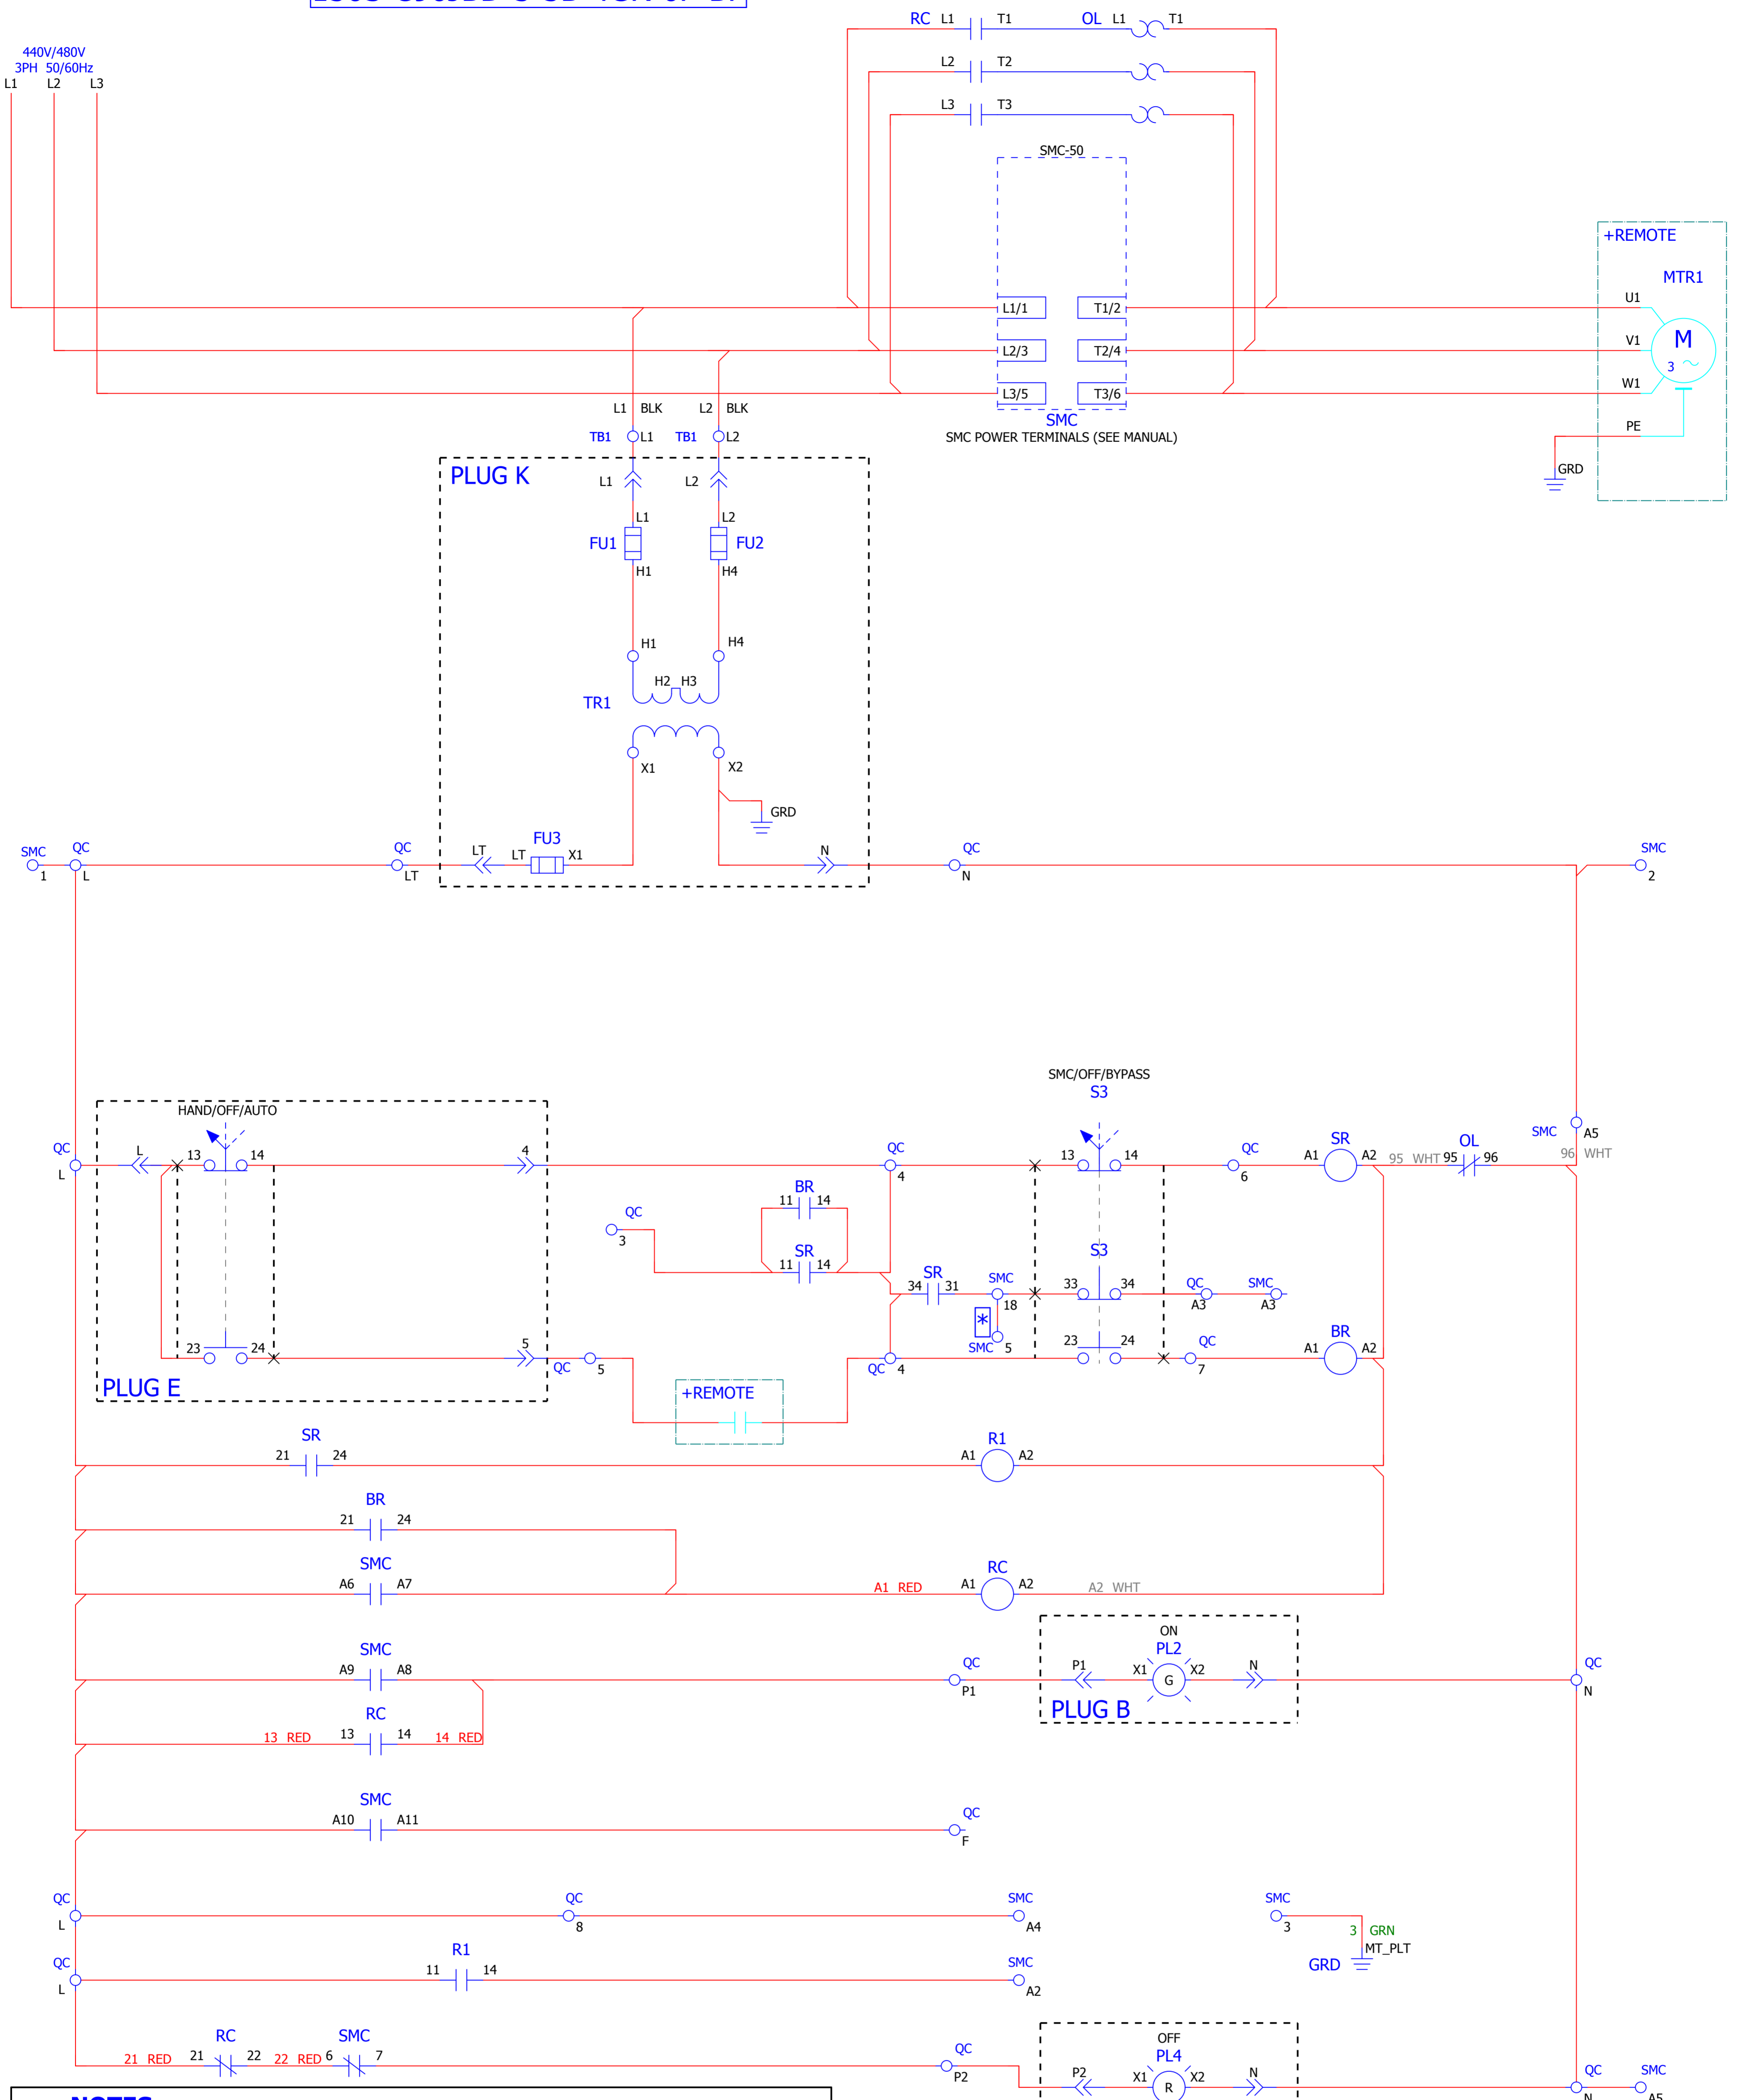 RC L1 T1 OL L1 T1
440V/480V
3PH 50/60Hz
L1 L2 L3
L2 T2
L3 T3
SMC-50
+REMOTE
MTR1
L1/1 T1/2 U1
L2/3 T2/4 V1
M
3
L3/5 T3/6 W1
L1 BLK L2 BLK
SMC
SMC POWER TERMINALS (SEE MANUAL)
PE
GRD
TB1 L1 TB1 L2
PLUG K
L1 L2
L1 L2
FU1 FU2
H1 H4
H1 H4
H2 H3
TR1
X1 X2
GRD
SMC QC QC LT LT FU3 X1 N QC SMC
1 L LT N 2
SMC/OFF/BYPASS
S3
HAND/OFF/AUTO
QC L 13 14 4 QC 13 14 QC SR OL SMC A5
L 4 6 A1 A2 95 WHT 95 96 96 WHT
BR
11 14
QC
3
SR
11 14
S3
SR
34 31 SMC 33 34 QC SMC
18 A3 A3
*
SMC 5
23 24 5 QC 5 QC 4 23 24 QC 7 A1 BR A2
PLUG E
+REMOTE
SR
21 24 A1 R1 A2
BR
21 24
SMC
A6 A7 A1 RED A1 RC A2 A2 WHT
ON
SMC PL2
A9 A8 QC P1 P1 X1 G X2 N QC N
PLUG B
RC
13 RED 13 14 14 RED
SMC
A10 A11 QC
F
QC QC SMC SMC
L 8 A4 3
3 GRN
MT_PLT
GRD
QC R1 SMC
L 11 14 A2
OFF
RC SMC PL4
21 RED 21 22 22 RED 6 7 QC P2 P2 X1 R X2 N QC SMC